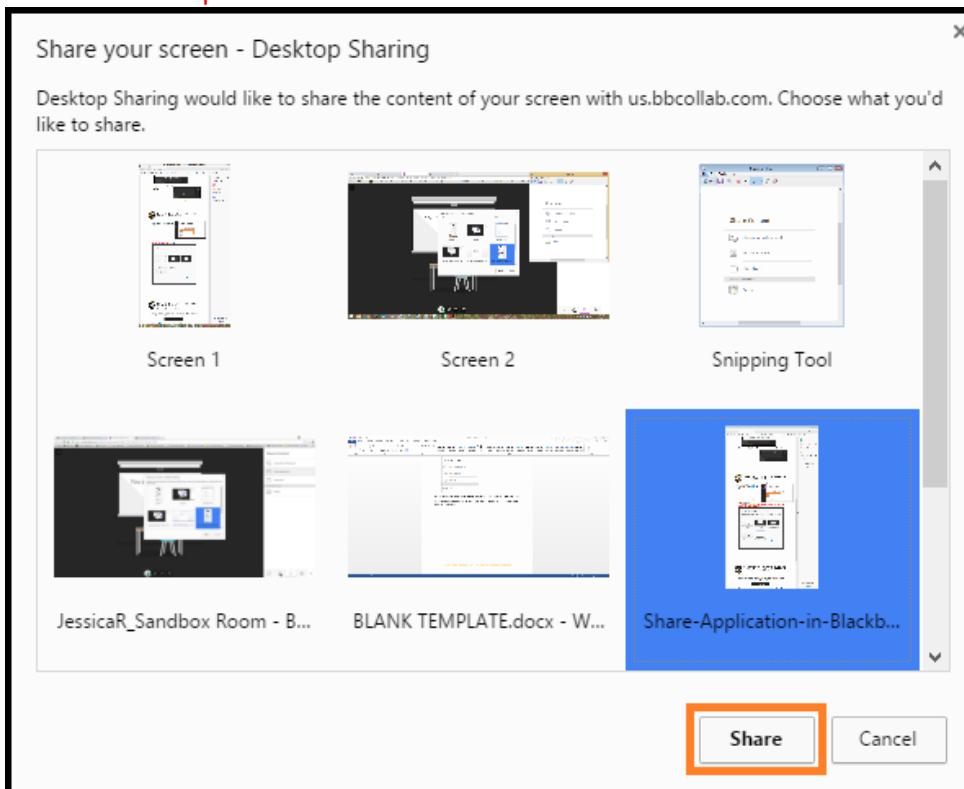 Share your screen - Desktop Sharing
Desktop Sharing would like to share the content of your screen with us.bbcollab.com. Choose what you'd
like to share.
Screen 1
Screen 2
Snipping Tool
JessicaR_Sandbox Room - B...
BLANK TEMPLATE.docx - W...
Share-Application-in-Blackb...
Share
Cancel